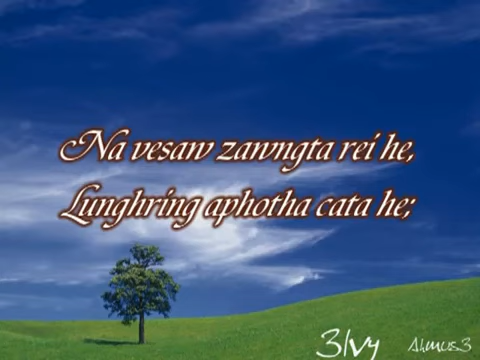 Na vesaw zawngta rei he,
Lunghring aphotha cata he;
3lvy